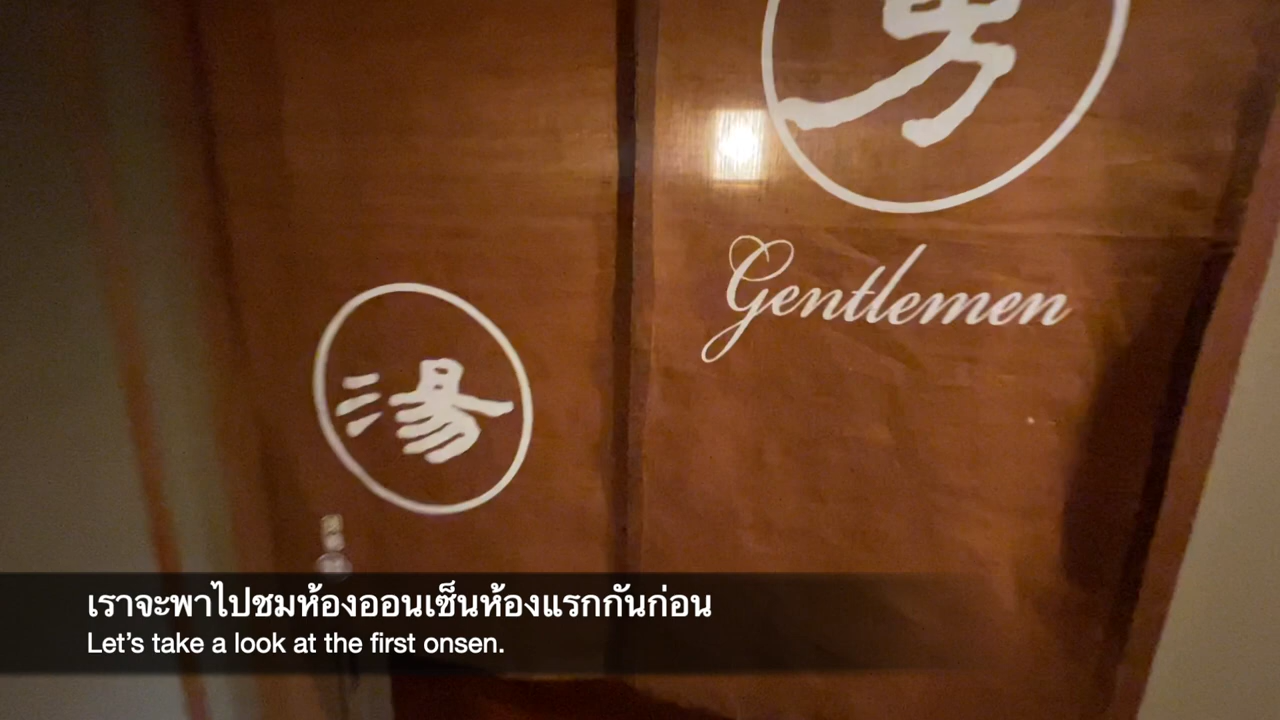 男
Gentlemen
湯
เราจะพาไปชมห้องออนเซ็นห้องแรกกันก่อน
Let's take a look at the first onsen.